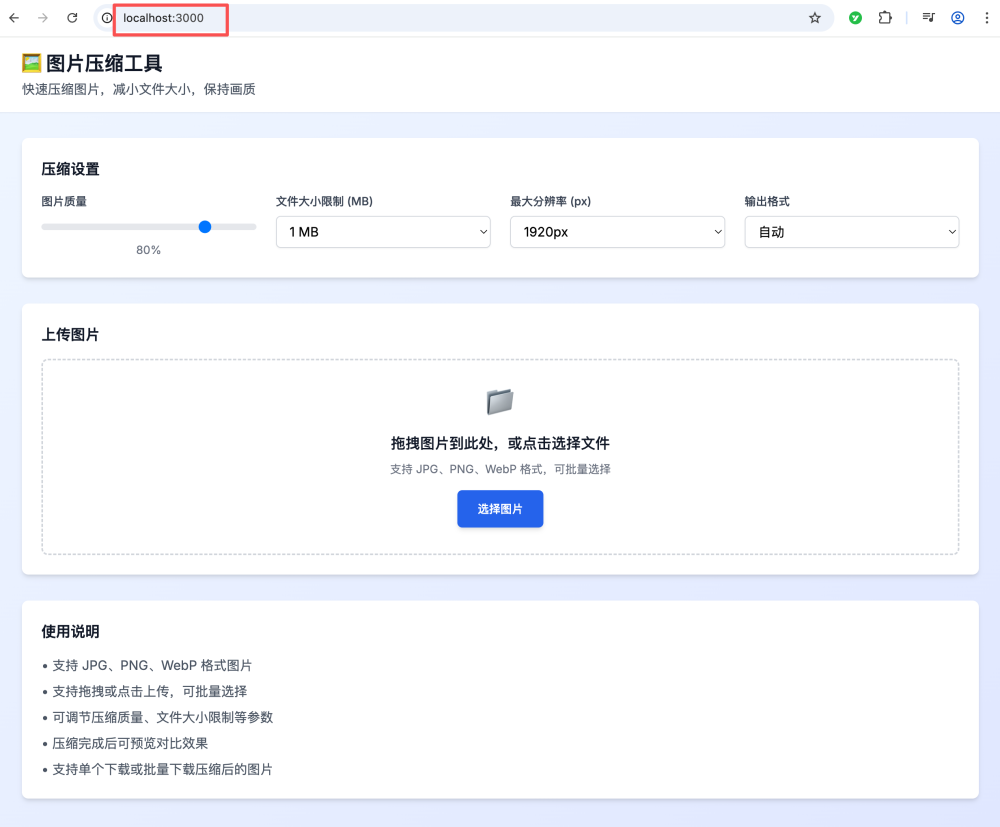 localhost:3000
图片压缩工具
快速压缩图片，减小文件大小，保持画质
压缩设置
图片质量
80%
文件大小限制 (MB)
1 MB
最大分辨率 (px)
1920px
输出格式
自动
上传图片
拖拽图片到此处，或点击选择文件
支持 JPG、PNG、WebP 格式，可批量选择
选择图片
使用说明
• 支持 JPG、PNG、WebP 格式图片
• 支持拖拽或点击上传，可批量选择
• 可调节压缩质量、文件大小限制等参数
• 压缩完成后可预览对比效果
• 支持单个下载或批量下载压缩后的图片